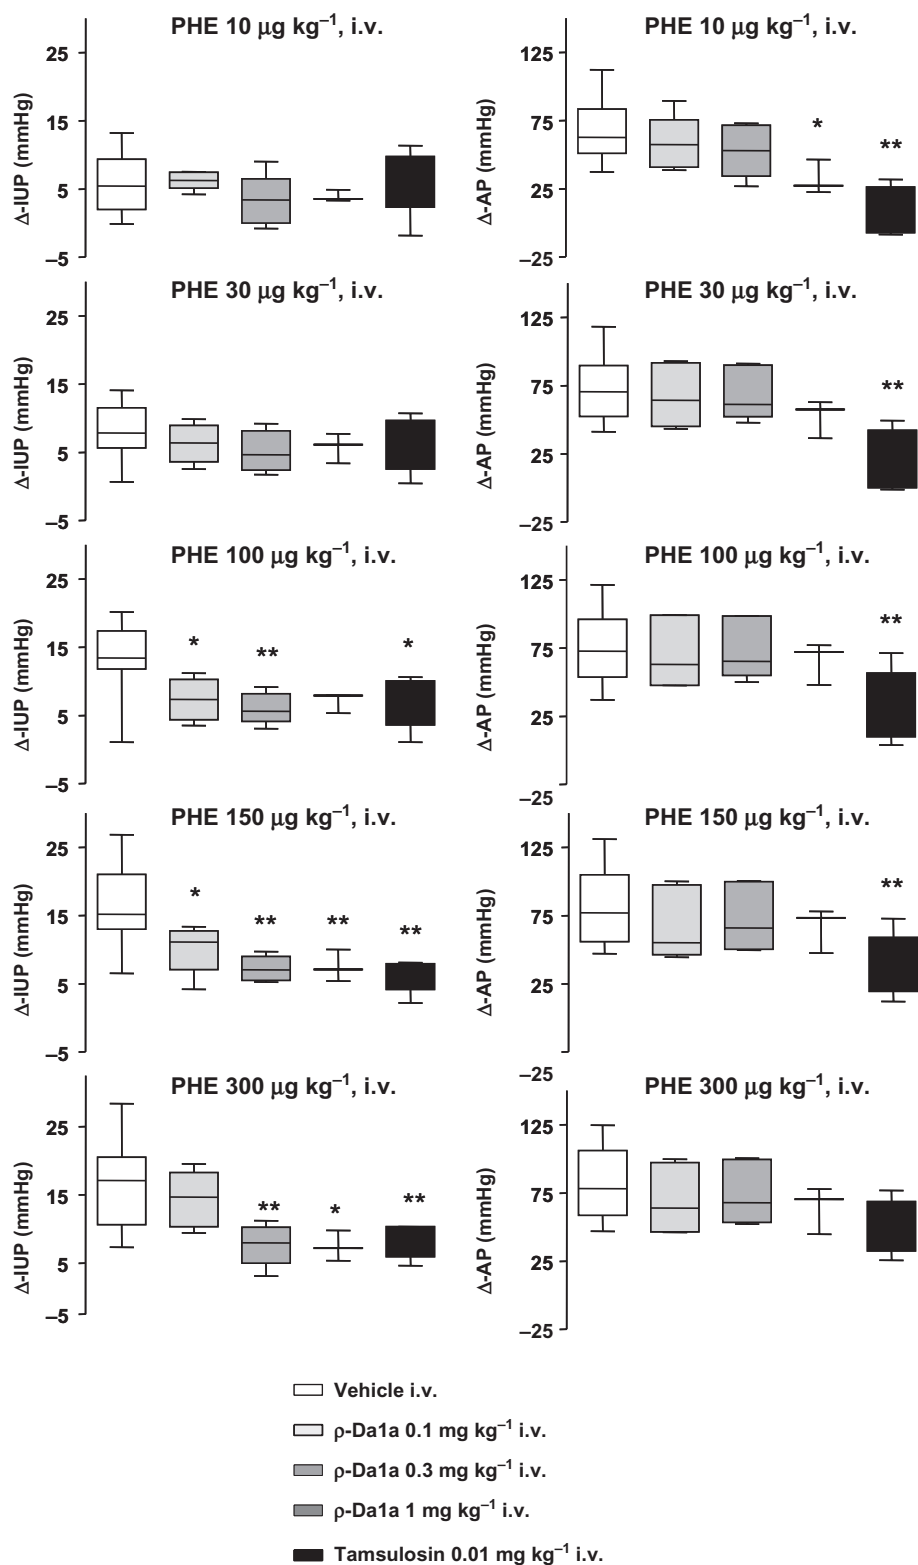 PHE 10 μg kg⁻¹, i.v.
25
15
5
–5
Δ-IUP (mmHg)
PHE 10 μg kg⁻¹, i.v.
125
75
25
–25
Δ-AP (mmHg)
*
**
PHE 30 μg kg⁻¹, i.v.
25
15
5
–5
Δ-IUP (mmHg)
PHE 30 μg kg⁻¹, i.v.
125
75
25
–25
Δ-AP (mmHg)
**
PHE 100 μg kg⁻¹, i.v.
25
15
5
–5
Δ-IUP (mmHg)
*
**
*
PHE 100 μg kg⁻¹, i.v.
125
75
25
–25
Δ-AP (mmHg)
**
PHE 150 μg kg⁻¹, i.v.
25
15
5
–5
Δ-IUP (mmHg)
*
**
**
**
PHE 150 μg kg⁻¹, i.v.
125
75
25
–25
Δ-AP (mmHg)
**
PHE 300 μg kg⁻¹, i.v.
25
15
5
–5
Δ-IUP (mmHg)
**
*
**
PHE 300 μg kg⁻¹, i.v.
125
75
25
–25
Δ-AP (mmHg)
Vehicle i.v.
ρ-Da1a 0.1 mg kg⁻¹ i.v.
ρ-Da1a 0.3 mg kg⁻¹ i.v.
ρ-Da1a 1 mg kg⁻¹ i.v.
Tamsulosin 0.01 mg kg⁻¹ i.v.